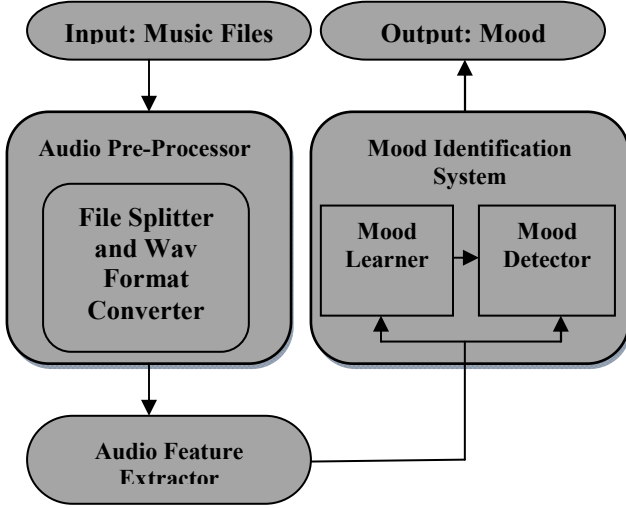 Input: Music Files
Output: Mood
Audio Pre-Processor
File Splitter
and Wav
Format
Converter
Mood Identification
System
Mood
Learner
Mood
Detector
Audio Feature
Extractor